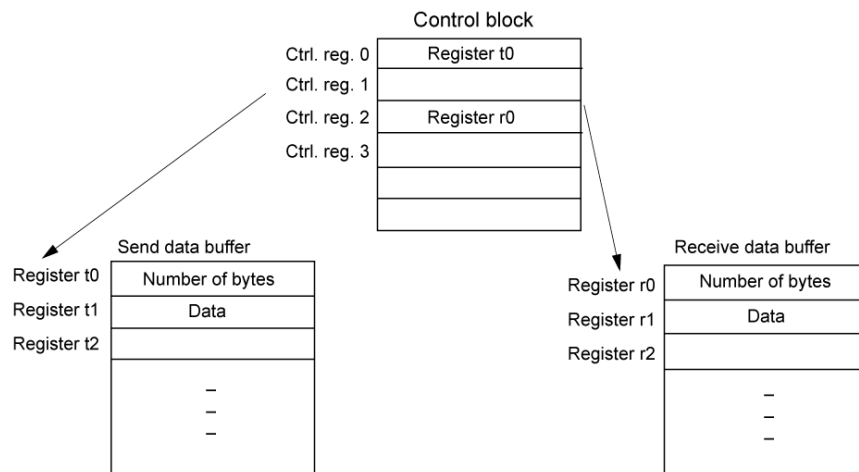 Control block
Ctrl. reg. 0 Register t0
Ctrl. reg. 1
Ctrl. reg. 2 Register r0
Ctrl. reg. 3
Send data buffer
Register t0 Number of bytes
Register t1 Data
Register t2
Receive data buffer
Register r0 Number of bytes
Register r1 Data
Register r2